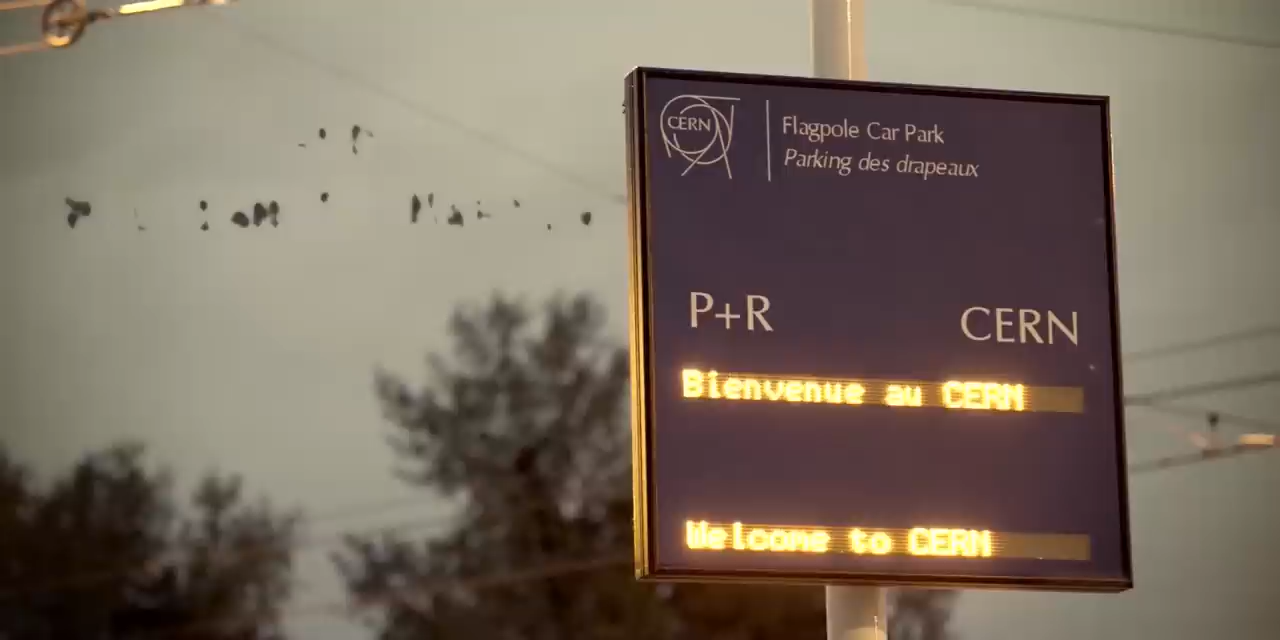 CERN
Flagpole Car Park
Parking des drapeaux
P+R CERN
Bienvenue au CERN
Welcome to CERN